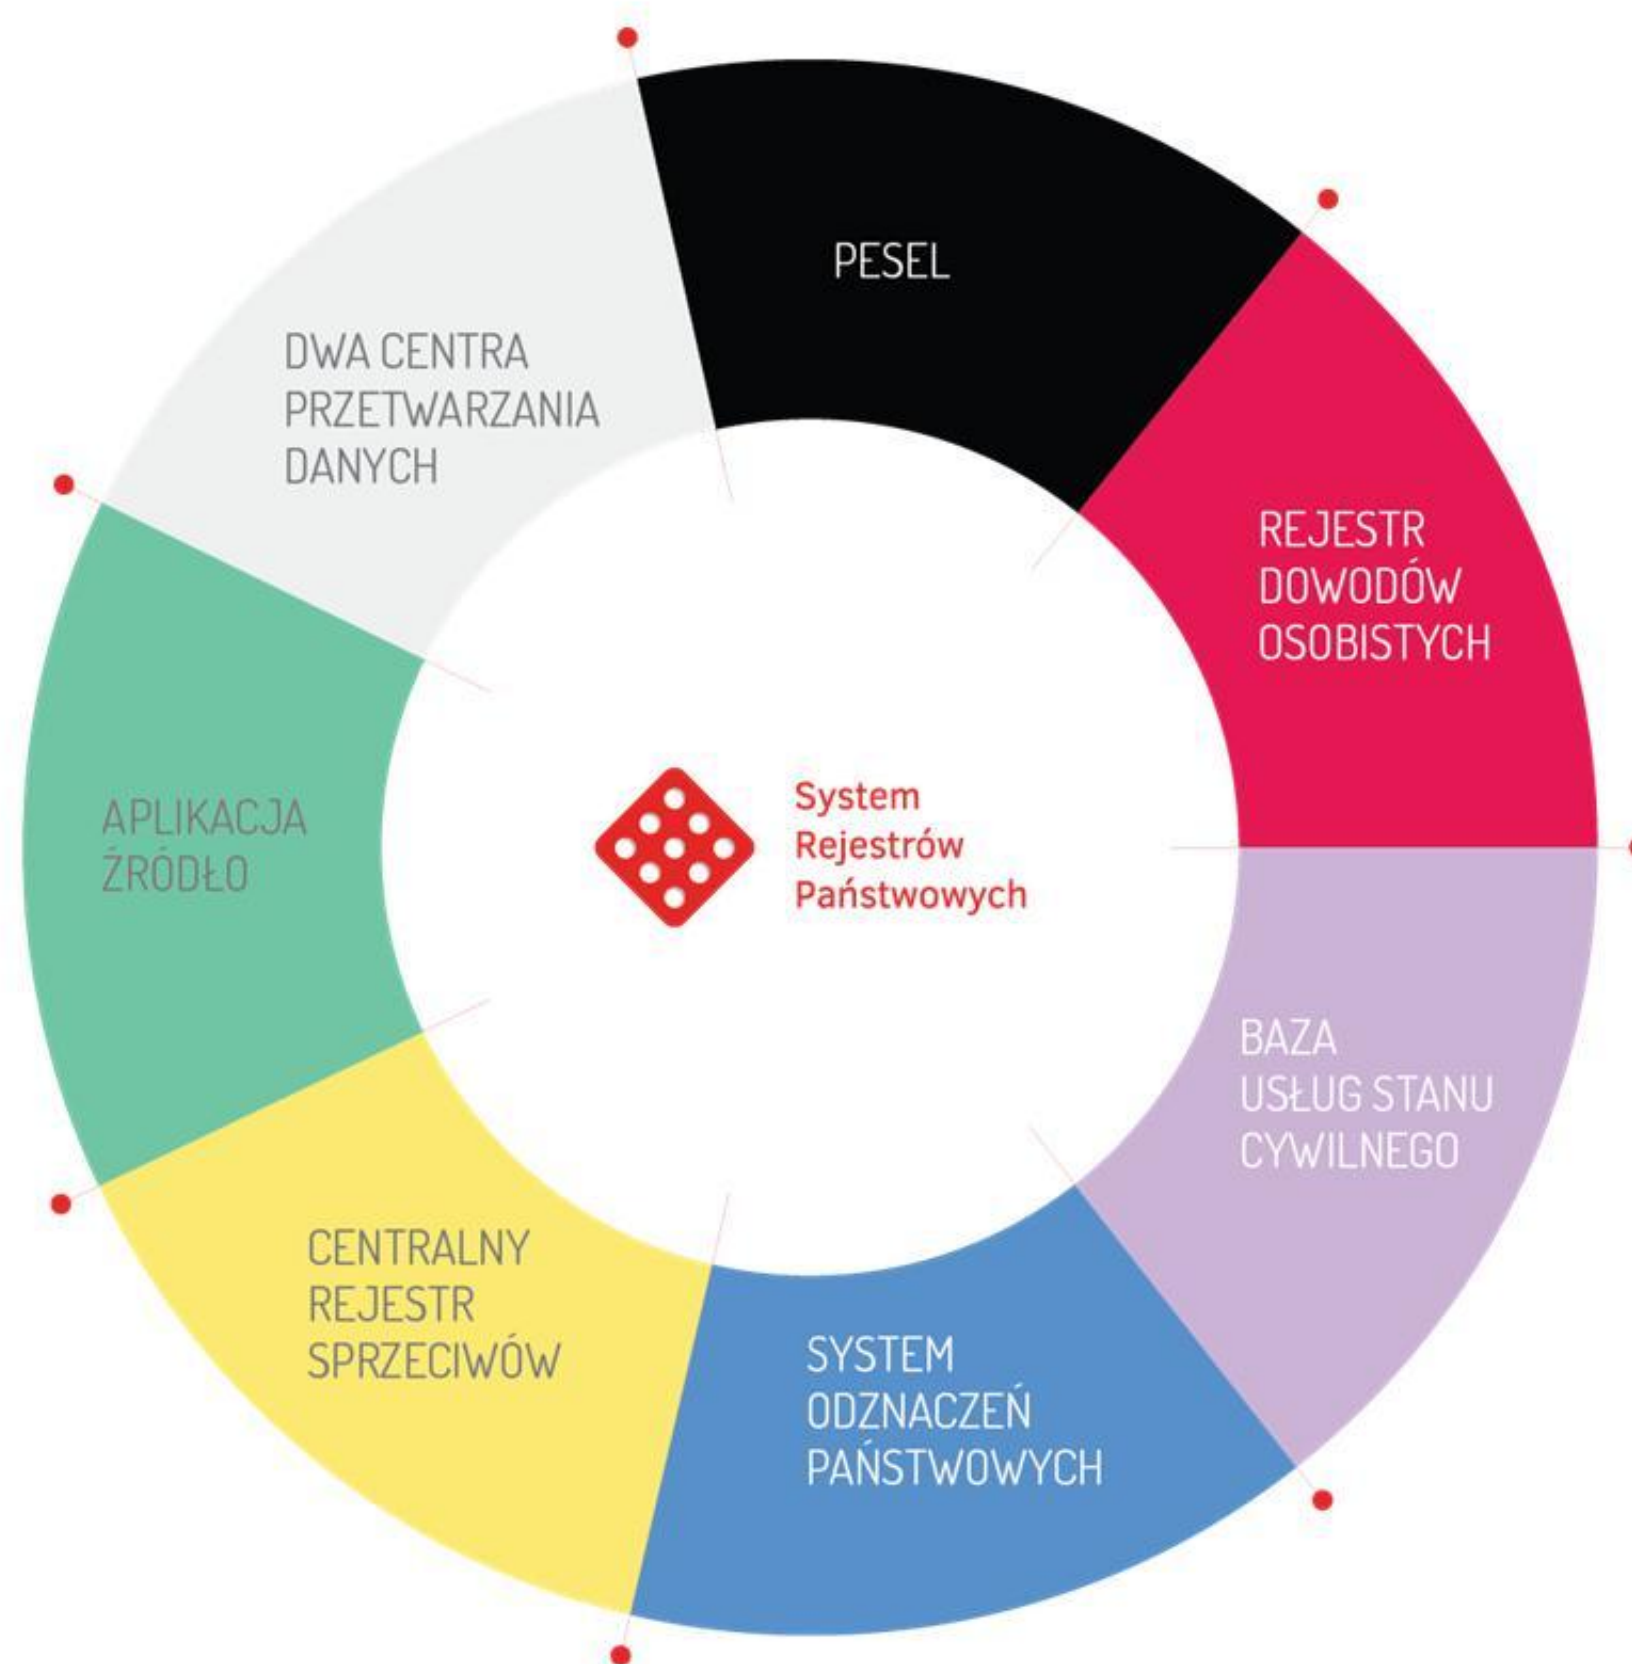 PESEL
REJESTR
DOWODÓW
OSOBISTYCH
BAZA
USŁUG STANU
CYWILNEGO
SYSTEM
ODZNACZEŃ
PAŃSTWOWYCH
CENTRALNY
REJESTR
SPRZECIWÓW
APLIKACJA
ŹRÓDŁO
DWA CENTRA
PRZETWARZANIA
DANYCH
System
Rejestrów
Państwowych